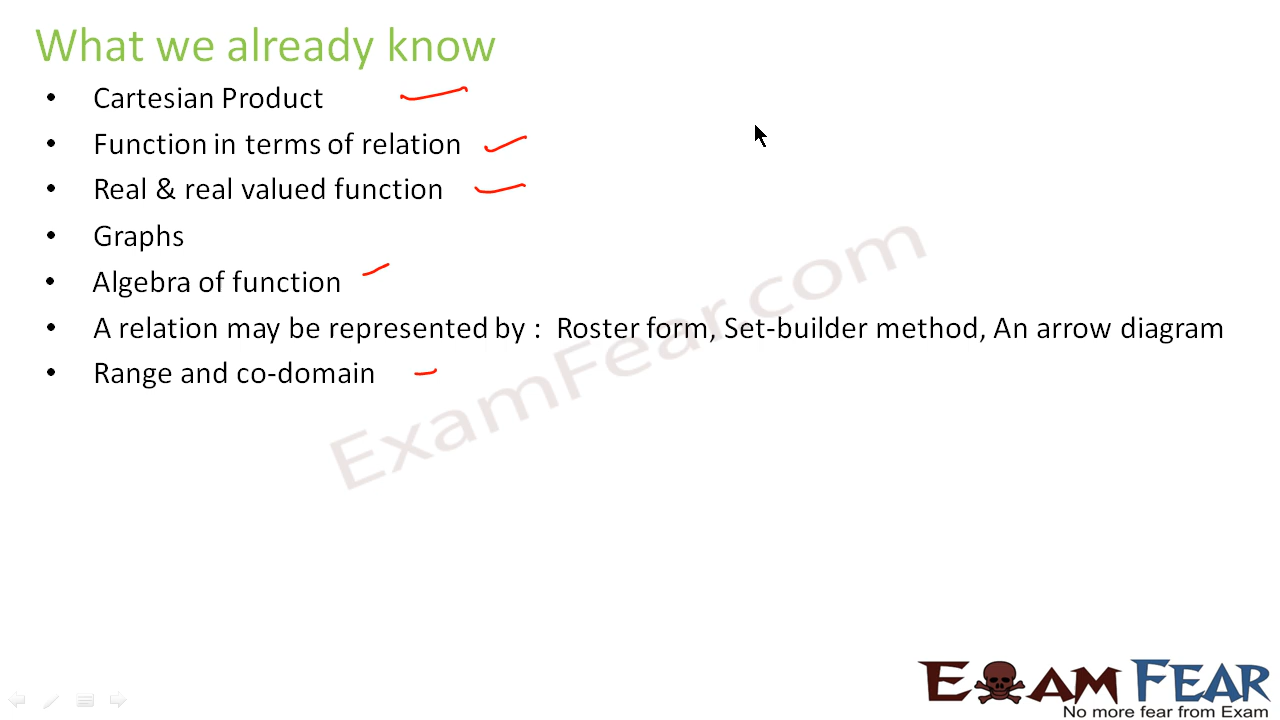 What we already know
• Cartesian Product
• Function in terms of relation
• Real & real valued function
• Graphs
• Algebra of function
• A relation may be represented by : Roster form, Set-builder method, An arrow diagram
• Range and co-domain
ExamFear.com
EXAM FEAR
No more fear from Exam